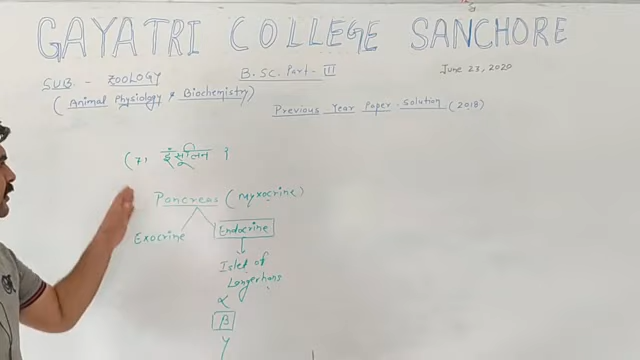 GAYATRI COLLEGE SANCHORE
SUB. - ZOOLOGY B.SC. Part - III June 23, 2020
(Animal Physiology & Biochemistry)
Previous Year Paper Solution (2018)
(7) इंसुलिन ?
Pancreas (Myxocrine)
Exocrine Endocrine
Islet of
Langerhans
α
β
γ